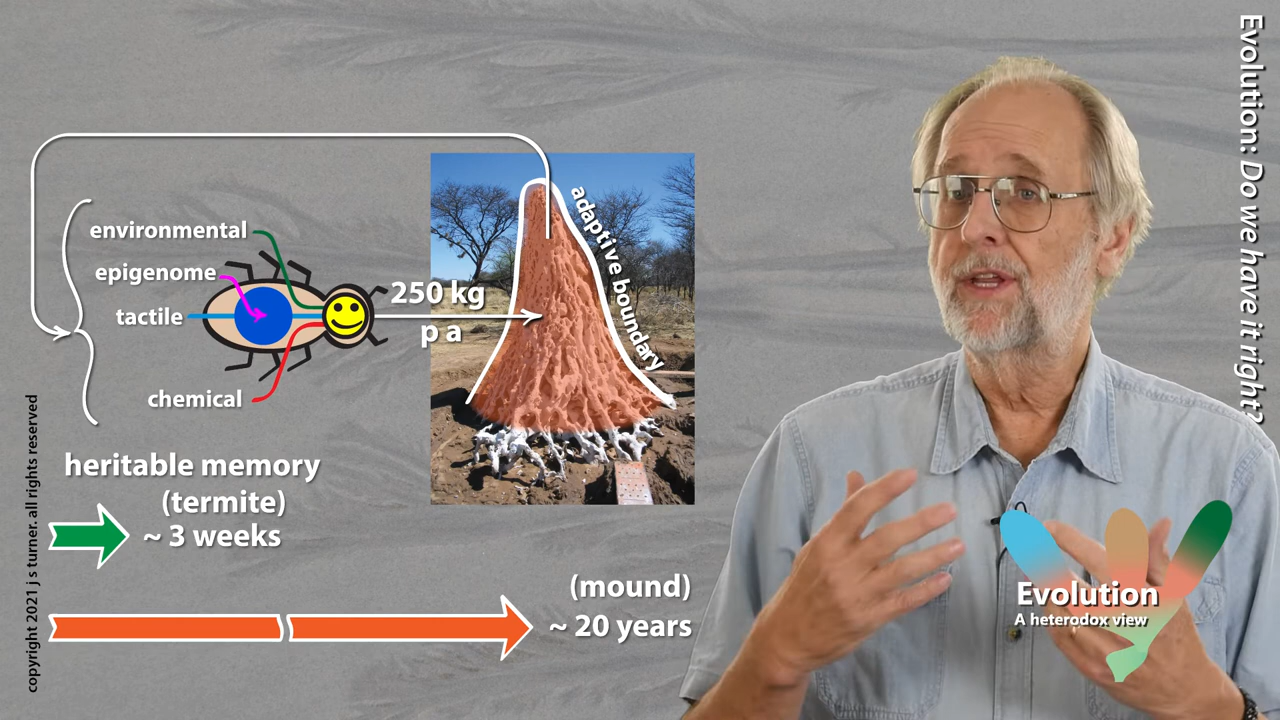 environmental
epigenome
tactile
chemical
250 kg
p a
adaptive boundary
heritable memory
(termite)
~ 3 weeks
(mound)
~ 20 years
copyright 2021 j s turner. all rights reserved
Evolution: Do we have it right?
Evolution
A heterodox view